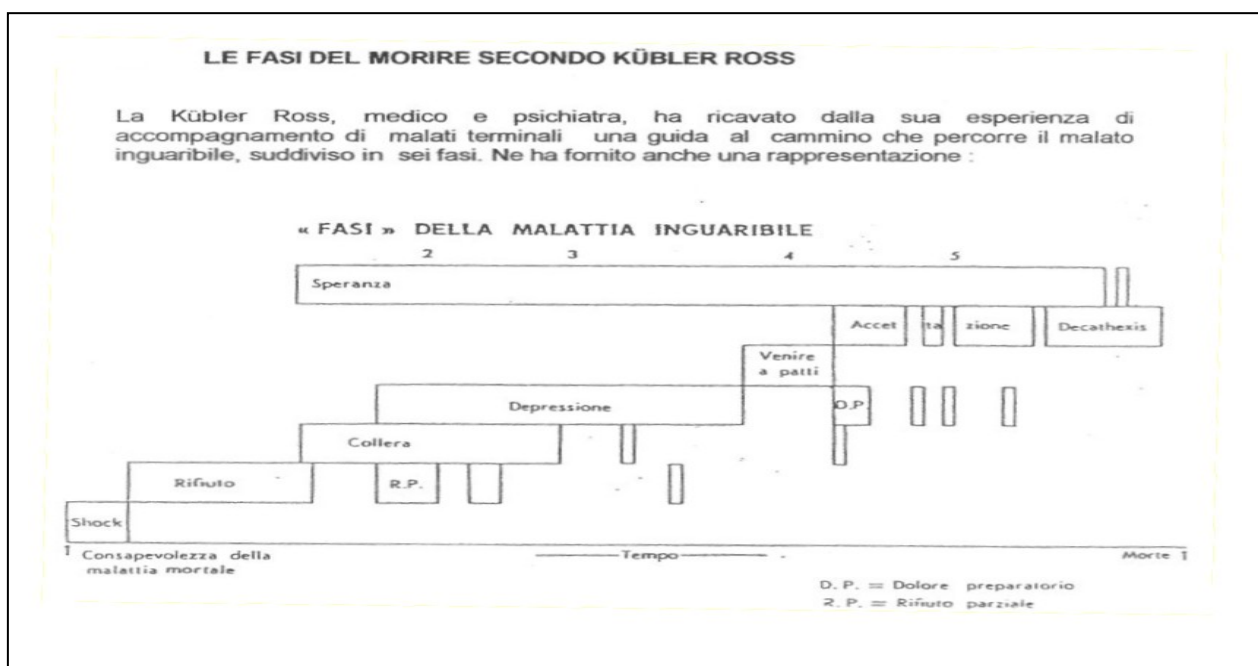 LE FASI DEL MORIRE SECONDO KÜBLER ROSS
La Kübler Ross, medico e psichiatra, ha ricavato dalla sua esperienza di
accompagnamento di malati terminali una guida al cammino che percorre il malato
inguaribile, suddiviso in sei fasi. Ne ha fornito anche una rappresentazione :
« FASI » DELLA MALATTIA INGUARIBILE
2 3 4 5
Speranza
Accet ta zione Decathexis
Venire
a patti
Depressione D.P.
Collera
Rifiuto R.P.
Shock
1 Consapevolezza della Tempo Morte 1
malattia mortale
D. P. = Dolore preparatorio
R. P. = Rifiuto parziale